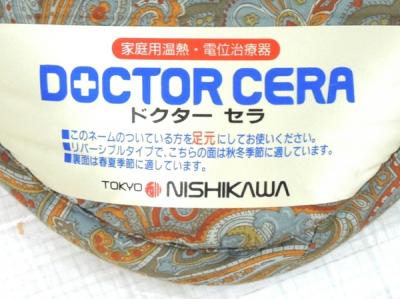 家庭用温熱・電位治療器
DOCTOR CERA
ドクター セラ
■このネームのついている方を足元にしてお使いください。
■リバーシブルタイプで、こちらの面は秋冬季節に適しています。
■裏面は春夏季節に適しています。
TOKYO NISHIKAWA